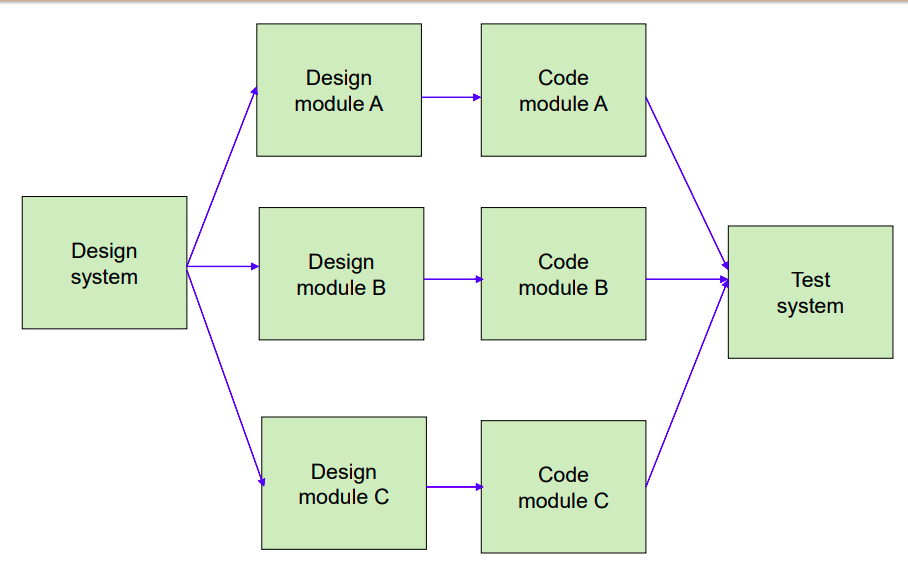 Design
module A
Code
module A
Design
system
Design
module B
Code
module B
Test
system
Design
module C
Code
module C